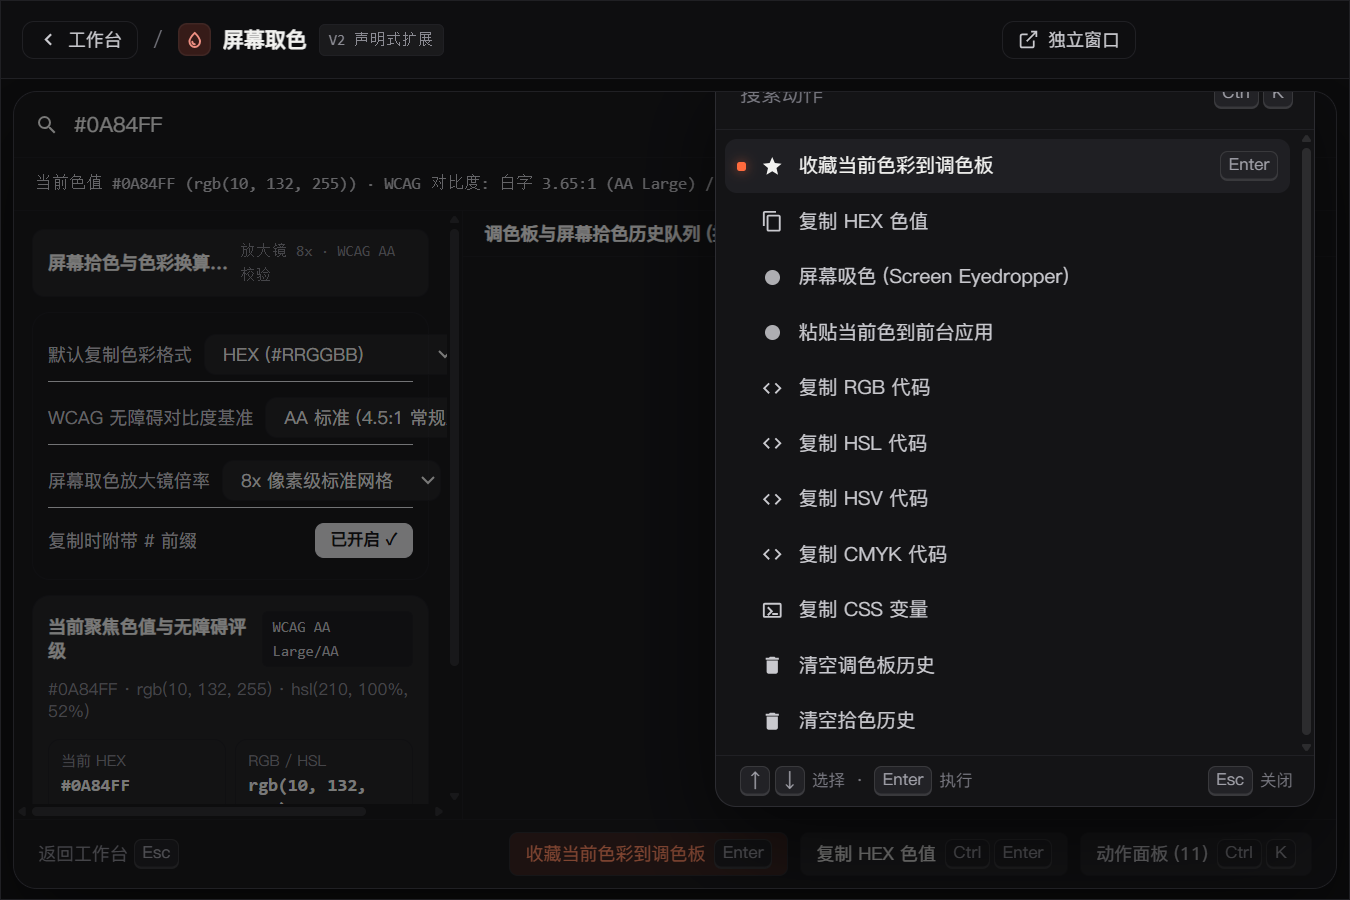 工作台
/
屏幕取色
V2 声明式扩展
独立窗口
#0A84FF
当前色值 #0A84FF (rgb(10, 132, 255)) · WCAG 对比度: 白字 3.65:1 (AA Large) /
屏幕拾色与色彩换算...
放大镜 8x · WCAG AA
校验
默认复制色彩格式
HEX (#RRGGBB)
WCAG 无障碍对比度基准
AA 标准 (4.5:1 常规
屏幕取色放大镜倍率
8x 像素级标准网格
复制时附带 # 前缀
已开启 ✓
当前聚焦色值与无障碍评
级
WCAG AA
Large/AA
#0A84FF · rgb(10, 132, 255) · hsl(210, 100%,
52%)
当前 HEX
#0A84FF
RGB / HSL
rgb(10, 132,
调色板与屏幕拾色历史队列
搜索动作
Ctrl K
收藏当前色彩到调色板
Enter
复制 HEX 色值
屏幕吸色 (Screen Eyedropper)
粘贴当前色到前台应用
复制 RGB 代码
复制 HSL 代码
复制 HSV 代码
复制 CMYK 代码
复制 CSS 变量
清空调色板历史
清空拾色历史
↑ ↓ 选择 · Enter 执行
Esc 关闭
返回工作台 Esc
收藏当前色彩到调色板 Enter
复制 HEX 色值 Ctrl Enter
动作面板 (11) Ctrl K